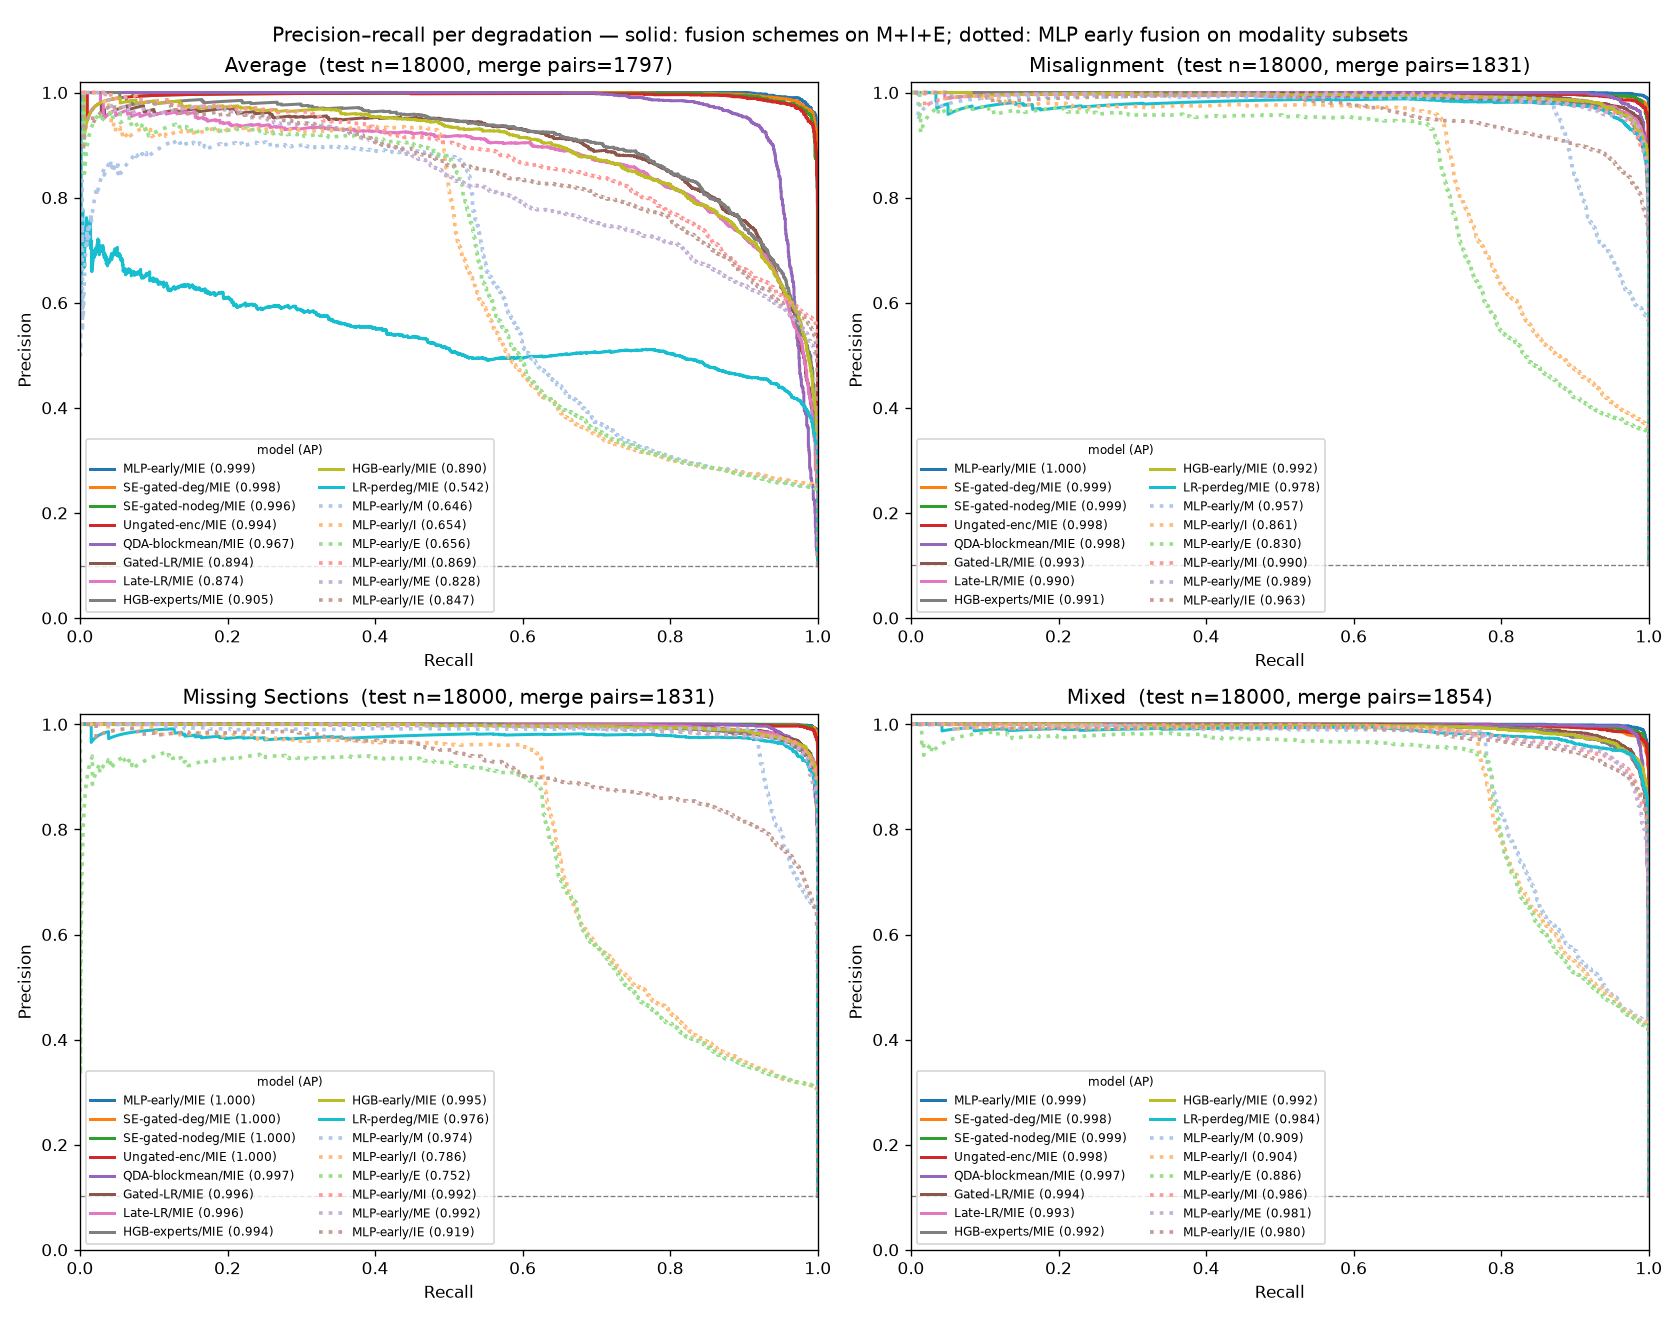 Precision–recall per degradation — solid: fusion schemes on M+I+E; dotted: MLP early fusion on modality subsets
Average  (test n=18000, merge pairs=1797)
Precision
1.0
0.8
0.6
0.4
0.2
0.0
model (AP)
MLP-early/MIE (0.999)
SE-gated-deg/MIE (0.998)
SE-gated-nodeg/MIE (0.996)
Ungated-enc/MIE (0.994)
QDA-blockmean/MIE (0.967)
Gated-LR/MIE (0.894)
Late-LR/MIE (0.874)
HGB-experts/MIE (0.905)
HGB-early/MIE (0.890)
LR-perdeg/MIE (0.542)
MLP-early/M (0.646)
MLP-early/I (0.654)
MLP-early/E (0.656)
MLP-early/MI (0.869)
MLP-early/ME (0.828)
MLP-early/IE (0.847)
0.0 0.2 0.4 0.6 0.8 1.0
Recall
Misalignment  (test n=18000, merge pairs=1831)
Precision
1.0
0.8
0.6
0.4
0.2
0.0
model (AP)
MLP-early/MIE (1.000)
SE-gated-deg/MIE (0.999)
SE-gated-nodeg/MIE (0.999)
Ungated-enc/MIE (0.998)
QDA-blockmean/MIE (0.998)
Gated-LR/MIE (0.993)
Late-LR/MIE (0.990)
HGB-experts/MIE (0.991)
HGB-early/MIE (0.992)
LR-perdeg/MIE (0.978)
MLP-early/M (0.957)
MLP-early/I (0.861)
MLP-early/E (0.830)
MLP-early/MI (0.990)
MLP-early/ME (0.989)
MLP-early/IE (0.963)
0.0 0.2 0.4 0.6 0.8 1.0
Recall
Missing Sections  (test n=18000, merge pairs=1831)
Precision
1.0
0.8
0.6
0.4
0.2
0.0
model (AP)
MLP-early/MIE (1.000)
SE-gated-deg/MIE (1.000)
SE-gated-nodeg/MIE (1.000)
Ungated-enc/MIE (1.000)
QDA-blockmean/MIE (0.997)
Gated-LR/MIE (0.996)
Late-LR/MIE (0.996)
HGB-experts/MIE (0.994)
HGB-early/MIE (0.995)
LR-perdeg/MIE (0.976)
MLP-early/M (0.974)
MLP-early/I (0.786)
MLP-early/E (0.752)
MLP-early/MI (0.992)
MLP-early/ME (0.992)
MLP-early/IE (0.919)
0.0 0.2 0.4 0.6 0.8 1.0
Recall
Mixed  (test n=18000, merge pairs=1854)
Precision
1.0
0.8
0.6
0.4
0.2
0.0
model (AP)
MLP-early/MIE (0.999)
SE-gated-deg/MIE (0.998)
SE-gated-nodeg/MIE (0.999)
Ungated-enc/MIE (0.998)
QDA-blockmean/MIE (0.997)
Gated-LR/MIE (0.994)
Late-LR/MIE (0.993)
HGB-experts/MIE (0.992)
HGB-early/MIE (0.992)
LR-perdeg/MIE (0.984)
MLP-early/M (0.909)
MLP-early/I (0.904)
MLP-early/E (0.886)
MLP-early/MI (0.986)
MLP-early/ME (0.981)
MLP-early/IE (0.980)
0.0 0.2 0.4 0.6 0.8 1.0
Recall